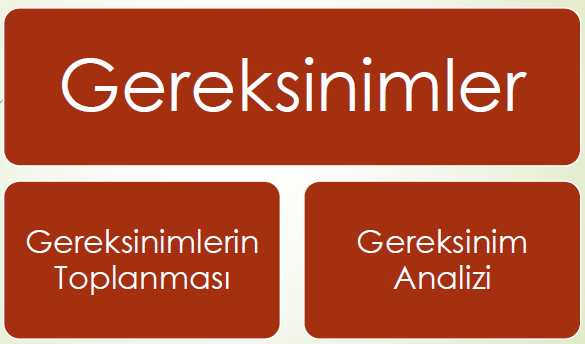 Gereksinimler
Gereksinimlerin
Toplanması
Gereksinim
Analizi